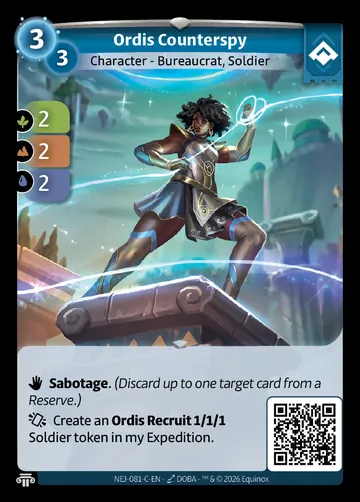 3
3
Ordis Counterspy
Character - Bureaucrat, Soldier
2
2
2
Sabotage. (Discard up to one target card from a
Reserve.)
Create an Ordis Recruit 1/1/1
Soldier token in my Expedition.
NEJ-081-C-EN - DOBA - ™ & © 2026 Equinox